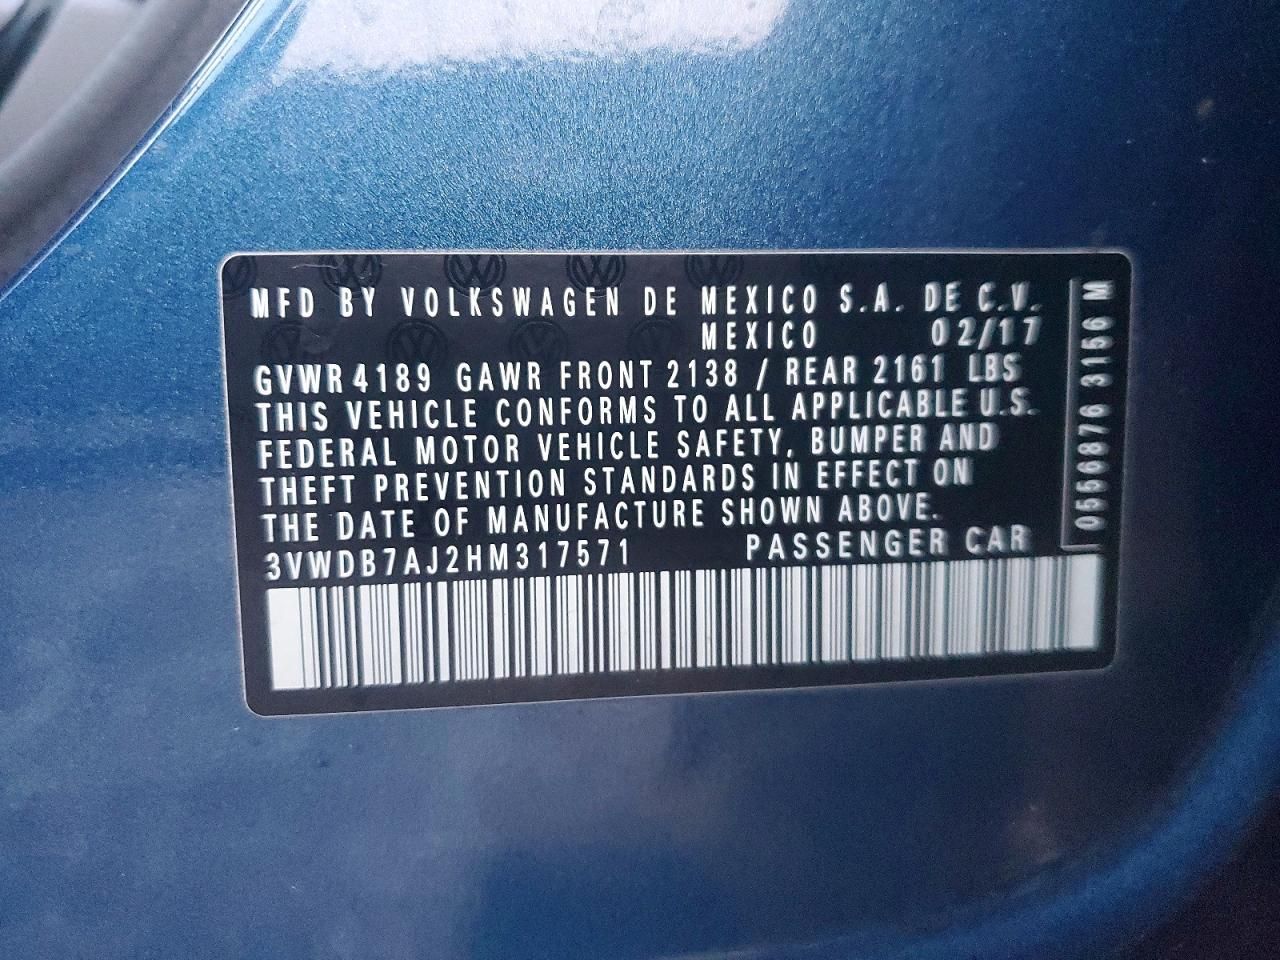 MFD BY VOLKSWAGEN DE MEXICO S.A. DE C.V.
MEXICO 02/17
GVWR 4189 GAWR FRONT 2138 / REAR 2161 LBS
THIS VEHICLE CONFORMS TO ALL APPLICABLE U.S.
FEDERAL MOTOR VEHICLE SAFETY, BUMPER AND
THEFT PREVENTION STANDARDS IN EFFECT ON
THE DATE OF MANUFACTURE SHOWN ABOVE.
3VWDB7AJ2HM317571 PASSENGER CAR
0556876 3156 M